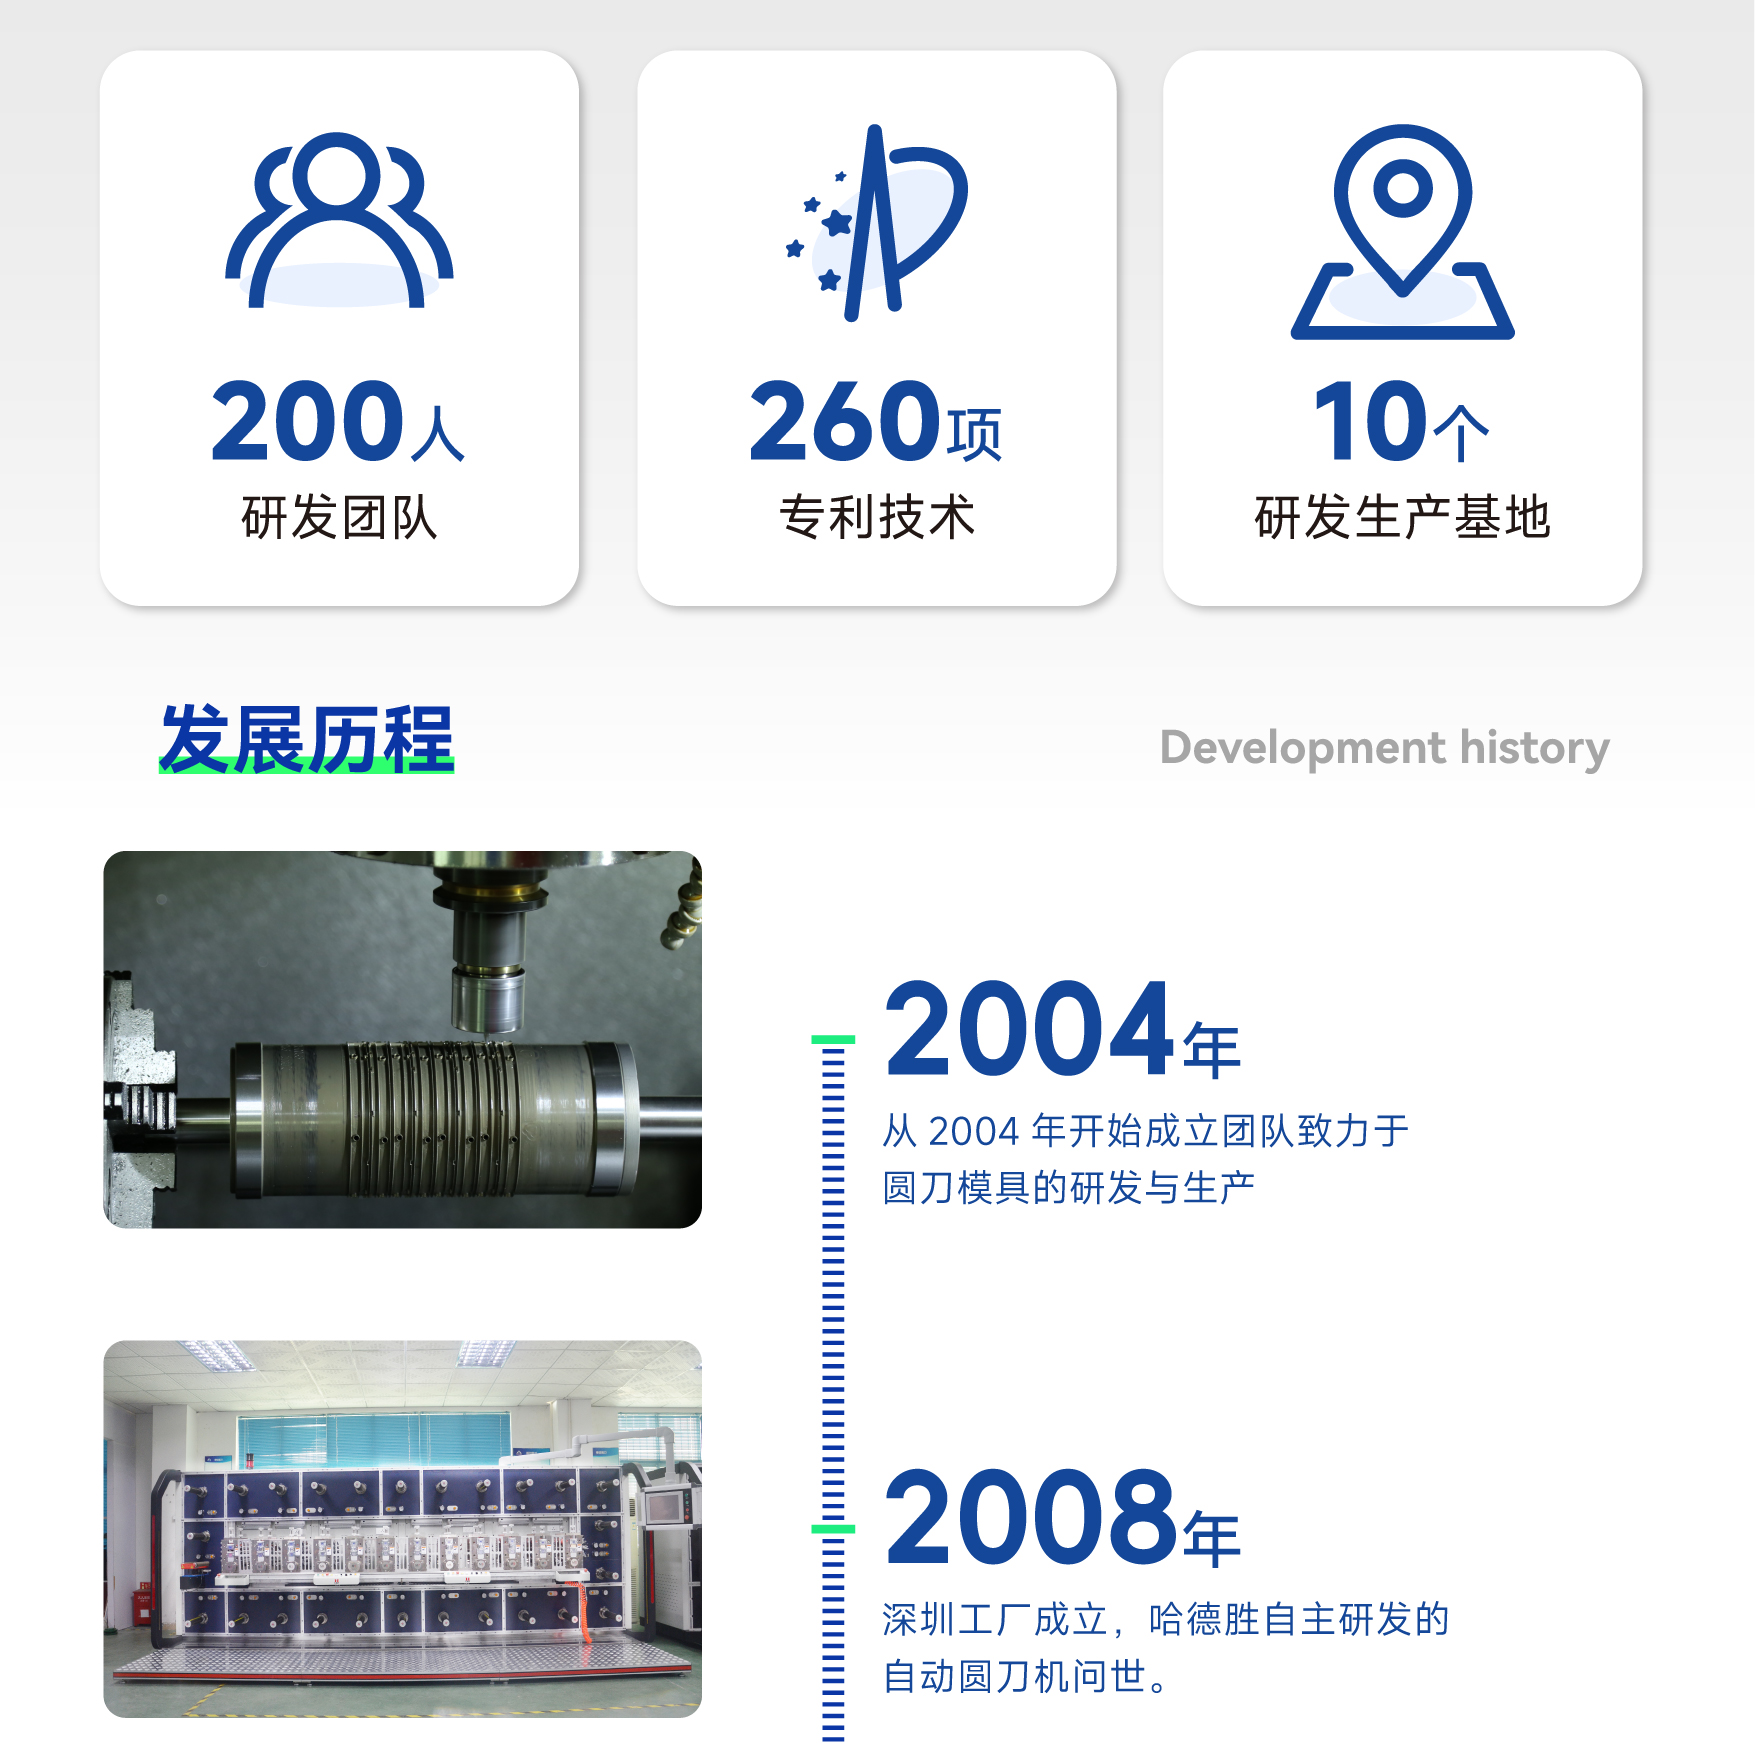 200人
研发团队
260项
专利技术
10个
研发生产基地
发展历程
Development history
2004年
从 2004 年开始成立团队致力于
圆刀模具的研发与生产
2008年
深圳工厂成立，哈德胜自主研发的
自动圆刀机问世。